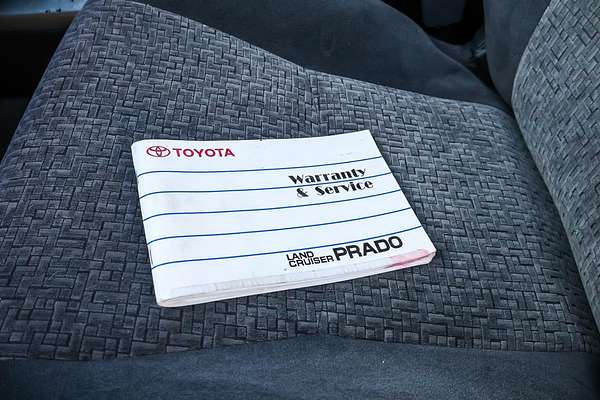 TOYOTA
Warranty
& Service
LAND
CRUISER PRADO